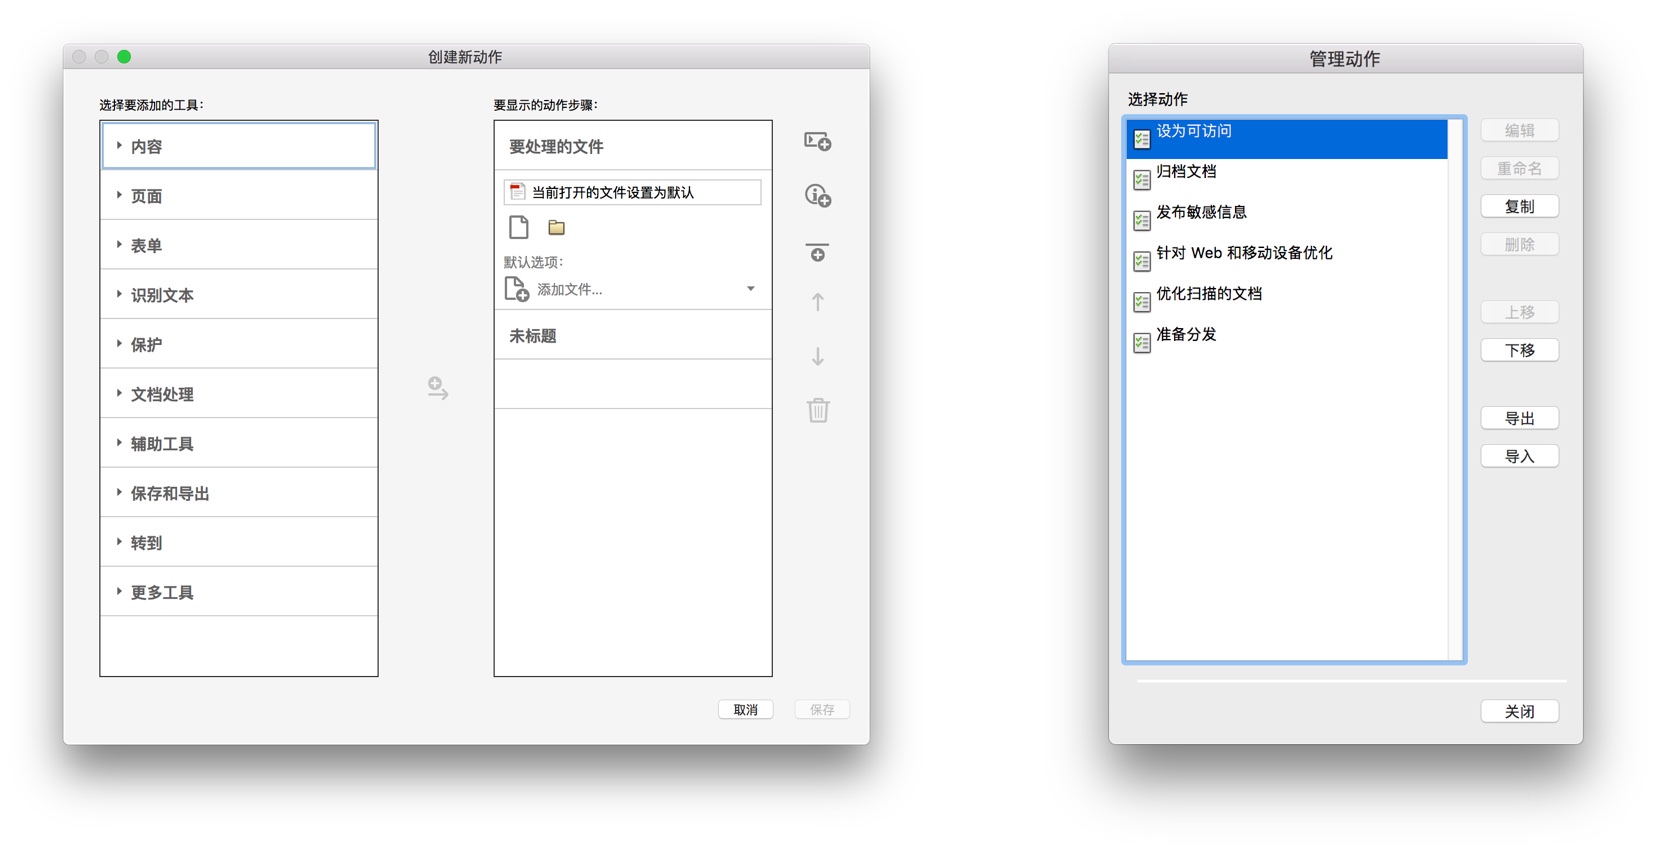 创建新动作
选择要添加的工具：
内容
页面
表单
识别文本
保护
文档处理
辅助工具
保存和导出
转到
更多工具
要显示的动作步骤：
要处理的文件
当前打开的文件设置为默认
默认选项：
添加文件...
未标题
取消
保存
管理动作
选择动作
设为可访问
归档文档
发布敏感信息
针对 Web 和移动设备优化
优化扫描的文档
准备分发
编辑
重命名
复制
删除
上移
下移
导出
导入
关闭